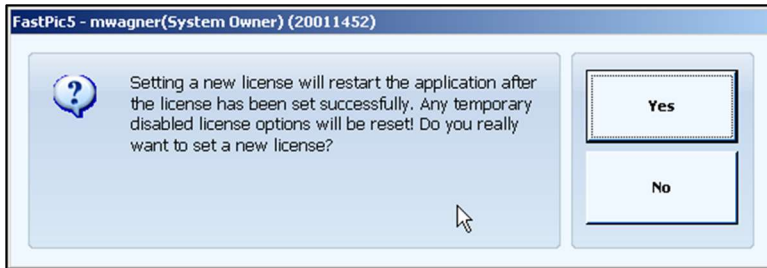 FastPic5 - mwagner(System Owner) (20011452)
Setting a new license will restart the application after
the license has been set successfully. Any temporary
disabled license options will be reset! Do you really
want to set a new license?
Yes
No